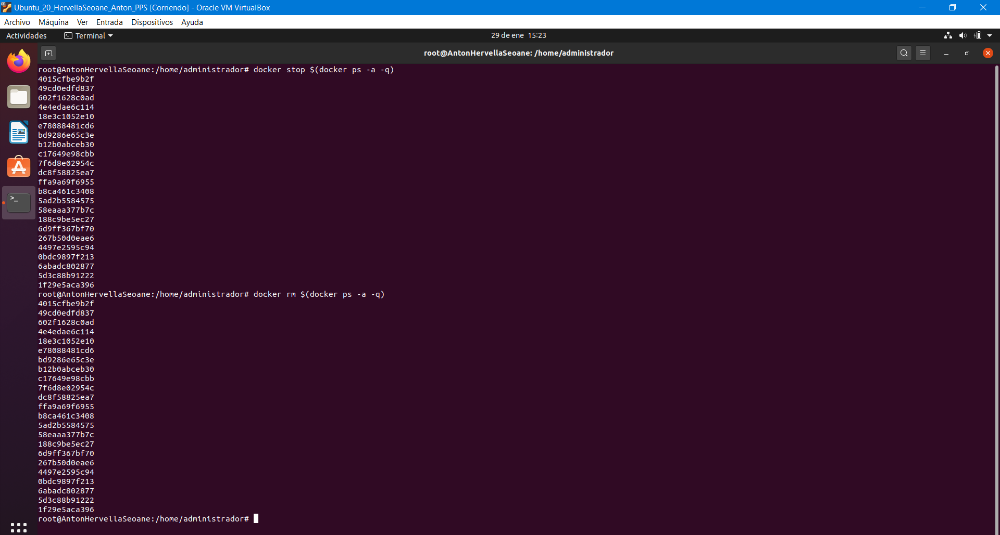 Ubuntu_20_HervellaSeoane_Anton_PPS [Corriendo] - Oracle VM VirtualBox
Archivo Máquina Ver Entrada Dispositivos Ayuda
Actividades Terminal 29 de ene 15:23
root@AntonHervellaSeoane: /home/administrador
root@AntonHervellaSeoane:/home/administrador# docker stop $(docker ps -a -q)
4015cfbe9b2f
49cd0edfd837
602f1628c0ad
4e4edae6c114
18e3c1052e10
e78088481cd6
bd9286e65c3e
b12b0abceb30
c17649e98cbb
7f6d8e02954c
dc8f58825ea7
ffa9a69f6955
b8ca461c3408
5ad2b5584575
58eaaa377b7c
188c9be5ec27
6d9ff367bf70
267b50d0eae6
4497e2595c94
0bdc9897f213
6abadc802877
5d3c88b91222
1f29e5aca396
root@AntonHervellaSeoane:/home/administrador# docker rm $(docker ps -a -q)
4015cfbe9b2f
49cd0edfd837
602f1628c0ad
4e4edae6c114
18e3c1052e10
e78088481cd6
bd9286e65c3e
b12b0abceb30
c17649e98cbb
7f6d8e02954c
dc8f58825ea7
ffa9a69f6955
b8ca461c3408
5ad2b5584575
58eaaa377b7c
188c9be5ec27
6d9ff367bf70
267b50d0eae6
4497e2595c94
0bdc9897f213
6abadc802877
5d3c88b91222
1f29e5aca396
root@AntonHervellaSeoane:/home/administrador#